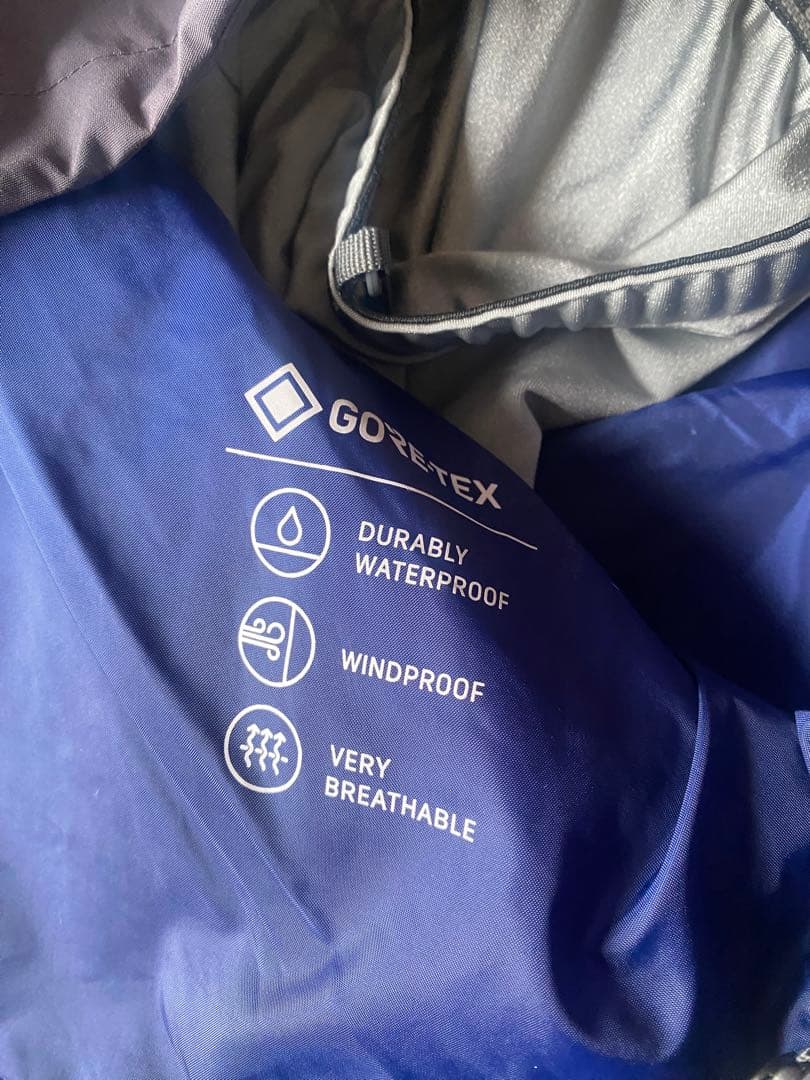 GORE-TEX
DURABLY
WATERPROOF
WINDPROOF
VERY
BREATHABLE